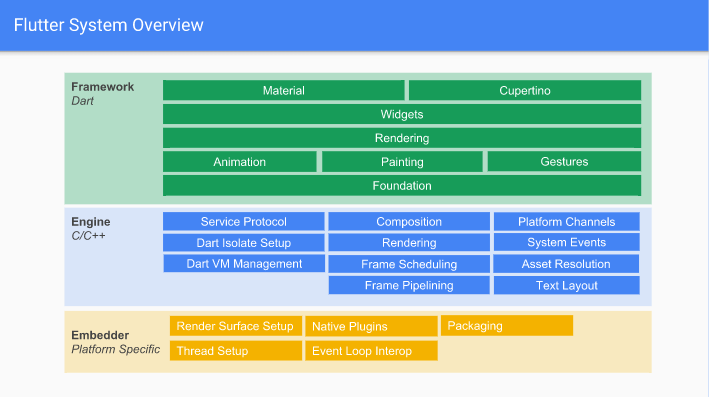 Flutter System Overview
Framework
Dart
Material
Cupertino
Widgets
Rendering
Animation
Painting
Gestures
Foundation
Engine
C/C++
Service Protocol
Composition
Platform Channels
Dart Isolate Setup
Rendering
System Events
Dart VM Management
Frame Scheduling
Asset Resolution
Frame Pipelining
Text Layout
Embedder
Platform Specific
Render Surface Setup
Native Plugins
Packaging
Thread Setup
Event Loop Interop